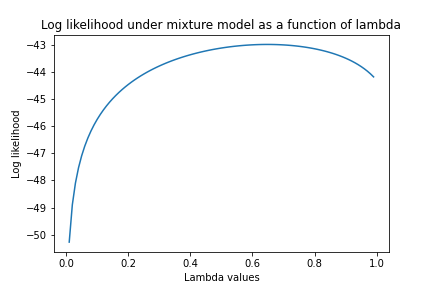 Log likelihood under mixture model as a function of lambda
−43
−44
−45
−46
−47
−48
−49
−50
Log likelihood
0.0 0.2 0.4 0.6 0.8 1.0
Lambda values